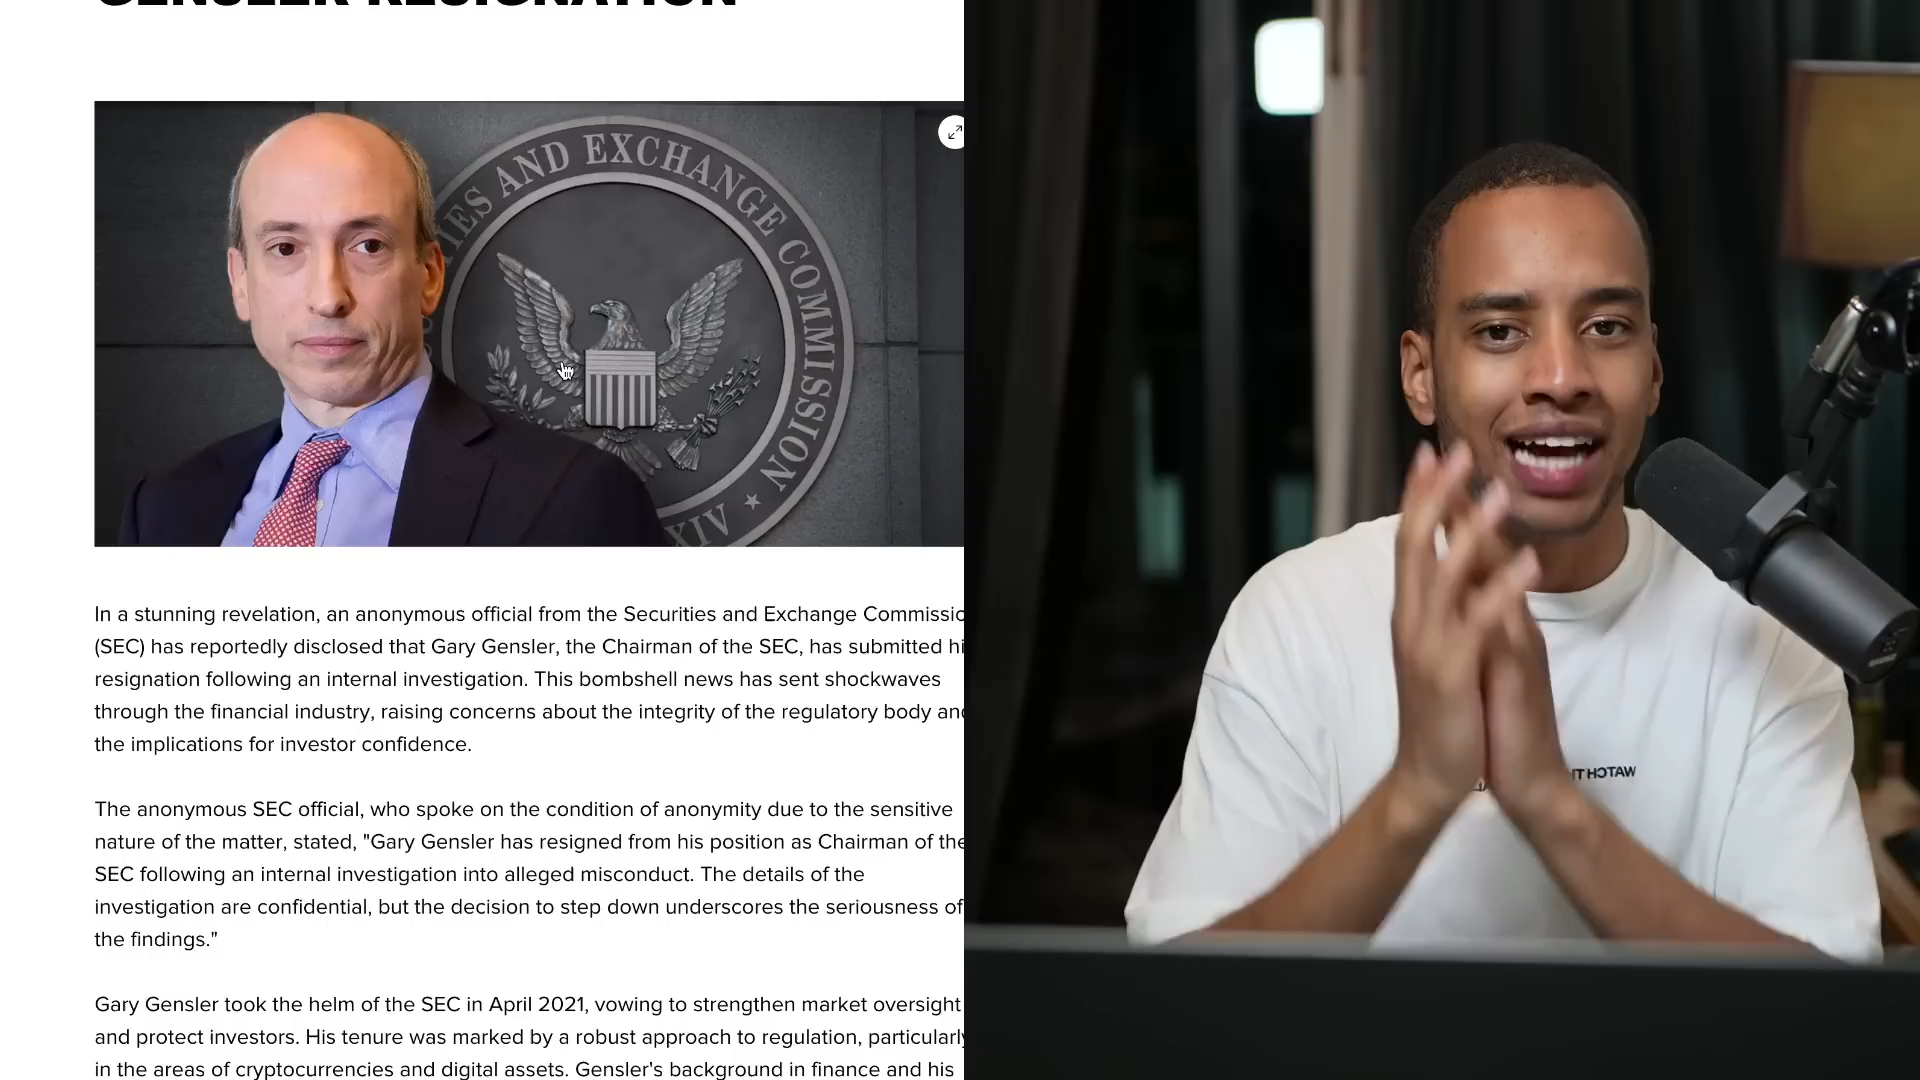 GENSLER RESIGNATION
IES AND EXCHANGE COMMISSION
XIV
In a stunning revelation, an anonymous official from the Securities and Exchange Commissio
(SEC) has reportedly disclosed that Gary Gensler, the Chairman of the SEC, has submitted hi
resignation following an internal investigation. This bombshell news has sent shockwaves
through the financial industry, raising concerns about the integrity of the regulatory body and
the implications for investor confidence.
The anonymous SEC official, who spoke on the condition of anonymity due to the sensitive
nature of the matter, stated, "Gary Gensler has resigned from his position as Chairman of the
SEC following an internal investigation into alleged misconduct. The details of the
investigation are confidential, but the decision to step down underscores the seriousness of
the findings."
Gary Gensler took the helm of the SEC in April 2021, vowing to strengthen market oversight
and protect investors. His tenure was marked by a robust approach to regulation, particularly
in the areas of cryptocurrencies and digital assets. Gensler's background in finance and his
WATCH